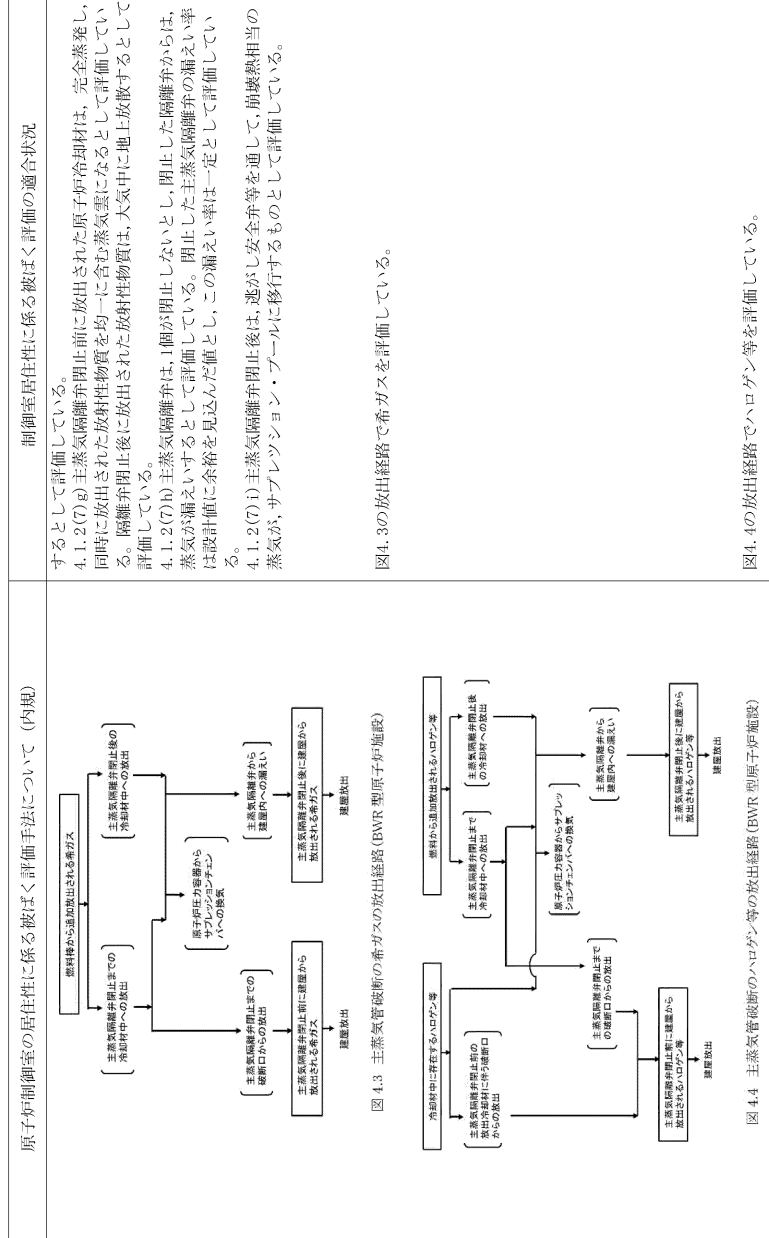 原子炉制御室の居住性に係る被ばく評価手法について（内規）
燃料棒から追加放出される希ガス
主蒸気隔離弁閉止までの
冷却材中への放出
主蒸気隔離弁閉止後の
冷却材中への放出
原子炉圧力容器から
サプレッションチェン
バへの換気
主蒸気隔離弁閉止までの
破断口からの放出
主蒸気隔離弁から
建屋内への漏えい
主蒸気隔離弁閉止前に建屋から
放出される希ガス
主蒸気隔離弁閉止後に建屋から
放出される希ガス
建屋放出
建屋放出
図 4.3 主蒸気管破断の希ガスの放出経路(BWR 型原子炉施設)
冷却材中に存在するハロゲン等
燃料から追加放出されるハロゲン等
主蒸気隔離弁閉止前の
放出冷却材に伴う破断口
からの放出
主蒸気隔離弁閉止まで
冷却材中への放出
主蒸気隔離弁閉止後
の冷却材への放出
原子炉圧力容器からサプレッ
ションチェンバへの換気
主蒸気隔離弁閉止まで
の破断口からの放出
主蒸気隔離弁から
建屋内への漏えい
主蒸気隔離弁閉止前に建屋から
放出されるハロゲン等
主蒸気隔離弁閉止後に建屋から
放出されるハロゲン等
建屋放出
建屋放出
図 4.4 主蒸気管破断のハロゲン等の放出経路(BWR 型原子炉施設)
制御室居住性に係る被ばく評価の適合状況
するとして評価している。
4.1.2(7)g)主蒸気隔離弁閉止前に放出された原子炉冷却材は，完全蒸発し，
同時に放出された放射性物質を均一に含む蒸気雲になるとして評価してい
る。隔離弁閉止後に放出された放射性物質は，大気中に地上放散するとして
評価している。
4.1.2(7)h)主蒸気隔離弁は，1個が閉止しないとし，閉止した隔離弁からは，
蒸気が漏えいするとして評価している。閉止した主蒸気隔離弁の漏えい率
は設計値に余裕を見込んだ値とし，この漏えい率は一定として評価してい
る。
4.1.2(7)i)主蒸気隔離弁閉止後は，逃がし安全弁等を通して，崩壊熱相当の
蒸気が，サプレッション・プールに移行するものとして評価している。
図4.3の放出経路で希ガスを評価している。
図4.4の放出経路でハロゲン等を評価している。